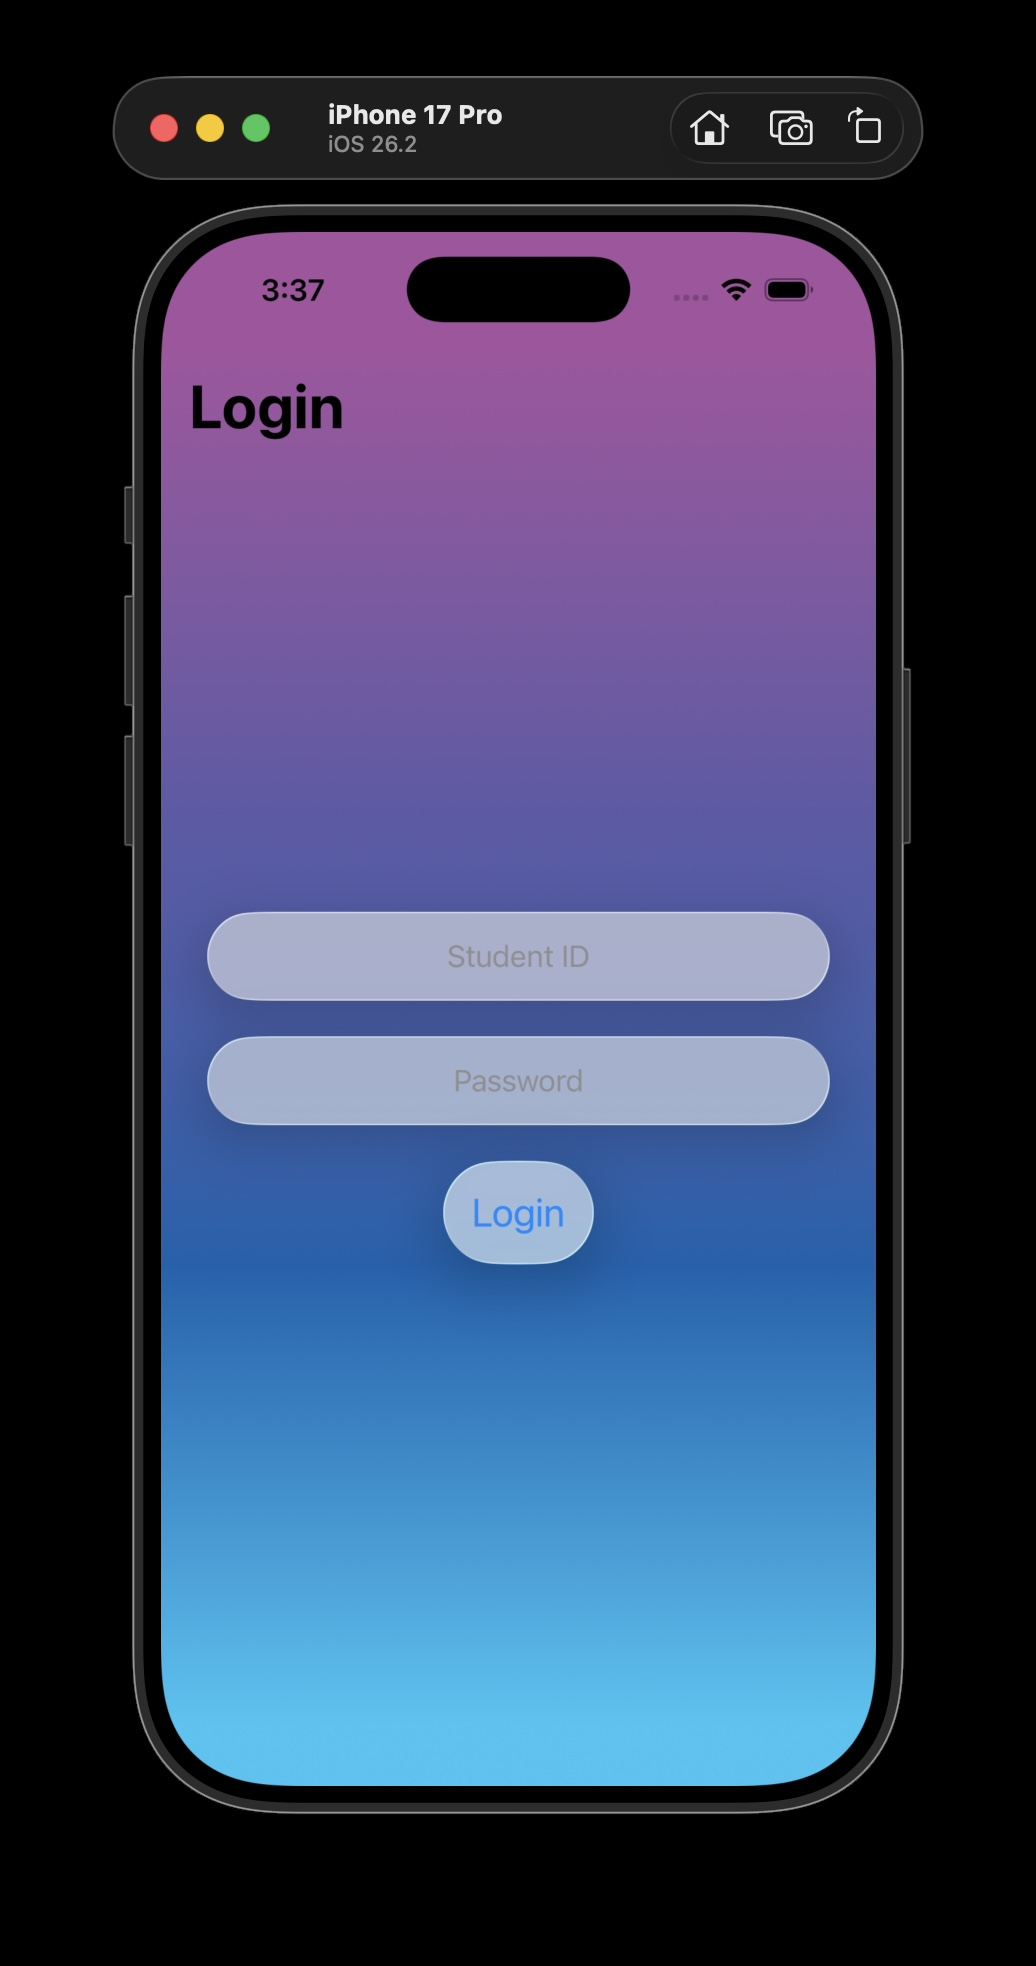 iPhone 17 Pro
iOS 26.2
3:37
Login
Student ID
Password
Login